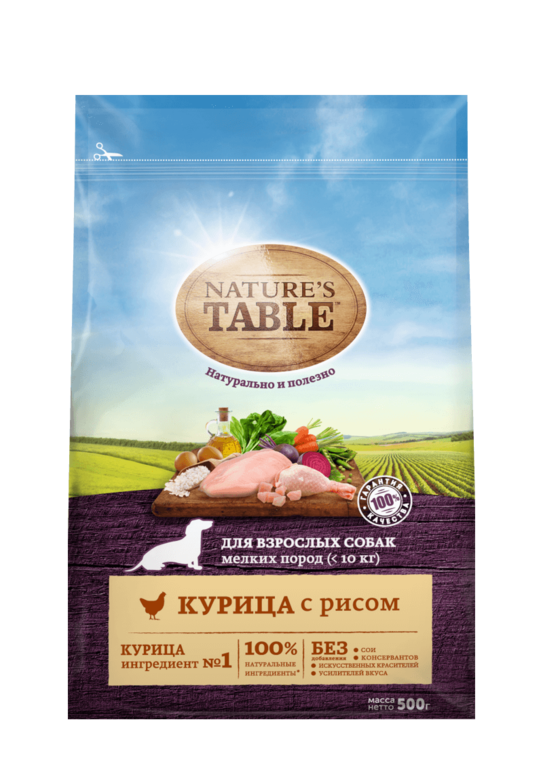 NATURE'S
TABLE™
Натурально и полезно
ГАРАНТИЯ
100%
КАЧЕСТВА
ДЛЯ ВЗРОСЛЫХ СОБАК
мелких пород (< 10 кг)
КУРИЦА с рисом
КУРИЦА
ингредиент №1
100%
НАТУРАЛЬНЫЕ
ИНГРЕДИЕНТЫ*
БЕЗ
добавления
• СОИ
• КОНСЕРВАНТОВ
• ИСКУССТВЕННЫХ КРАСИТЕЛЕЙ
• УСИЛИТЕЛЕЙ ВКУСА
масса
нетто 500г